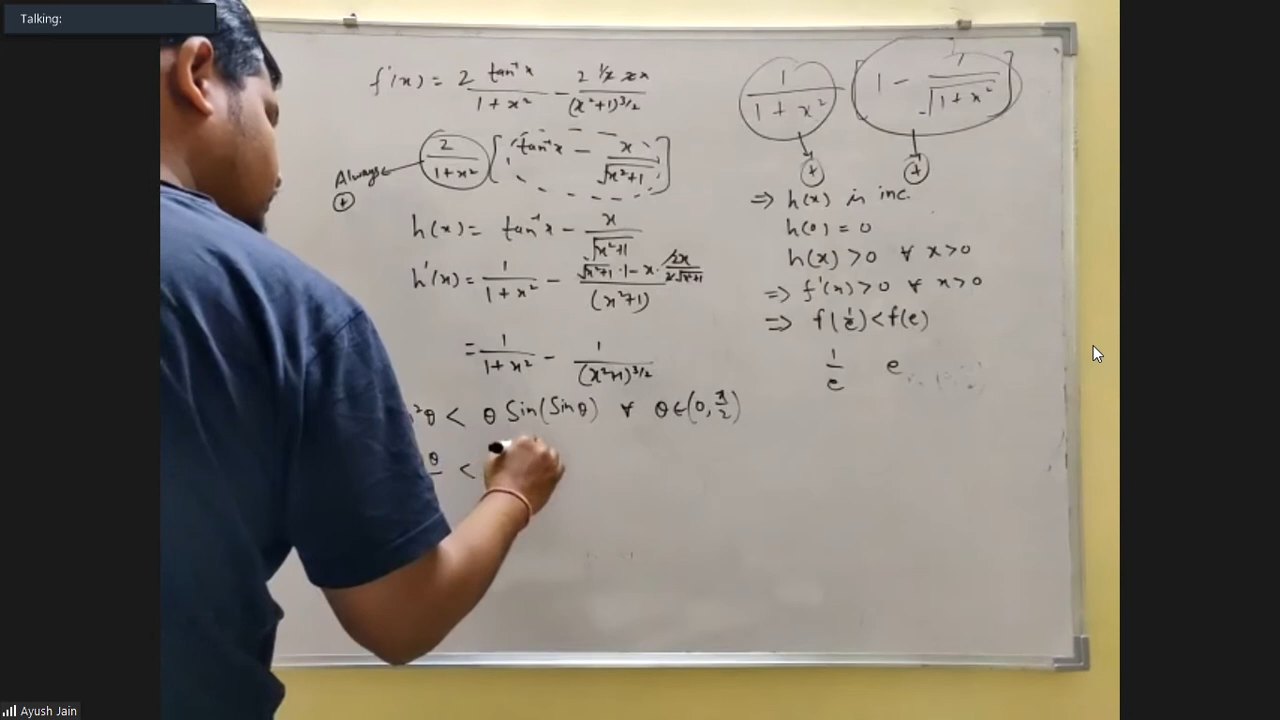 Talking:
f'(x) = 2 tan⁻¹x / 1+x² − 2 · x / (x²+1)^3/2
Always ⊕
2 / 1+x² [ tan⁻¹x − x / √x²+1 ]
h(x) = tan⁻¹x − x / √x²+1
h'(x) = 1 / 1+x² − √x²+1 · 1 − x · 2x / 2√x²+1 / (x²+1)
= 1 / 1+x² − 1 / (x²+1)^3/2
²θ < θ Sin(Sinθ) ∀ θ∈(0, π/2)
θ <
1 / 1+x² [ 1 − 1 / √1+x² ]
⊕ ⊕
⇒ h(x) is inc.
h(0) = 0
h(x) > 0 ∀ x>0
⇒ f'(x) > 0 ∀ x>0
⇒ f(1/e) < f(e)
1/e e
Ayush Jain